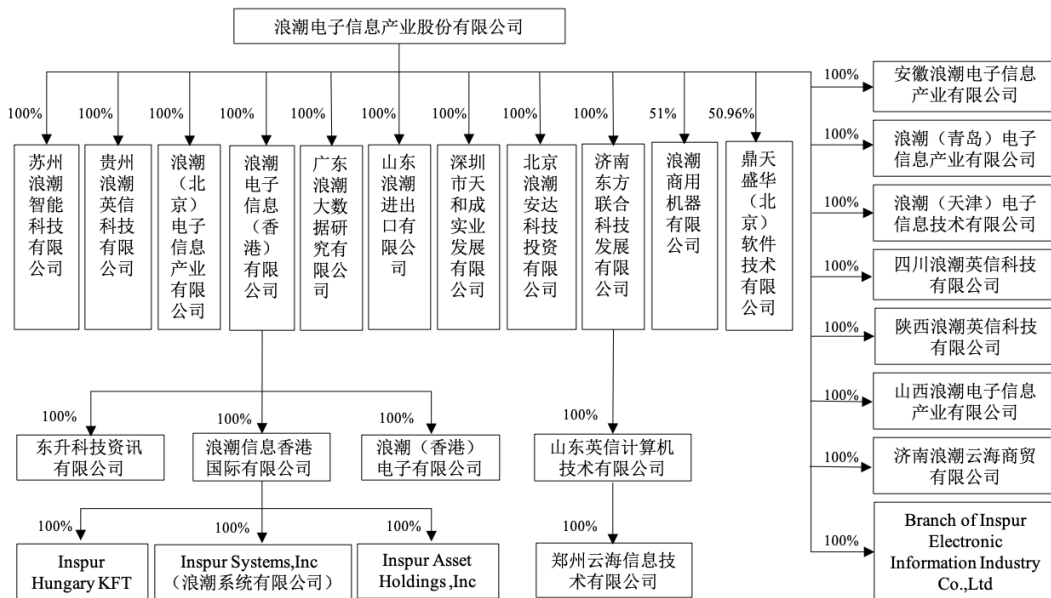 浪潮电子信息产业股份有限公司
100%
100%
100%
100%
100%
100%
100%
100%
100%
51%
50.96%
苏州
浪潮
智能
科技
有限
公司
贵州
浪潮
英信
科技
有限
公司
浪潮
（北
京）
电子
信息
产业
有限
公司
浪潮
电子
信息
（香
港）
有限
公司
广东
浪潮
大数
据研
究有
限公
司
山东
浪潮
进出
口有
限公
司
深圳
市天
和成
实业
发展
有限
公司
北京
浪潮
安达
科技
投资
有限
公司
济南
东方
联合
科技
发展
有限
公司
浪潮
商用
机器
有限
公司
鼎天
盛华
（北
京）
软件
技术
有限
公司
100%
安徽浪潮电子信息
产业有限公司
100%
浪潮（青岛）电子
信息产业有限公司
100%
浪潮（天津）电子
信息技术有限公司
100%
四川浪潮英信科技
有限公司
100%
陕西浪潮英信科技
有限公司
100%
山西浪潮电子信息
产业有限公司
100%
济南浪潮云海商贸
有限公司
100%
Branch of Inspur
Electronic
Information Industry
Co.,Ltd
100%
东升科技资讯
有限公司
100%
浪潮信息香港
国际有限公司
100%
浪潮（香港）
电子有限公司
100%
山东英信计算机
技术有限公司
100%
Inspur
Hungary KFT
100%
Inspur Systems,Inc
（浪潮系统有限公司）
100%
Inspur Asset
Holdings ,Inc
100%
郑州云海信息技
术有限公司